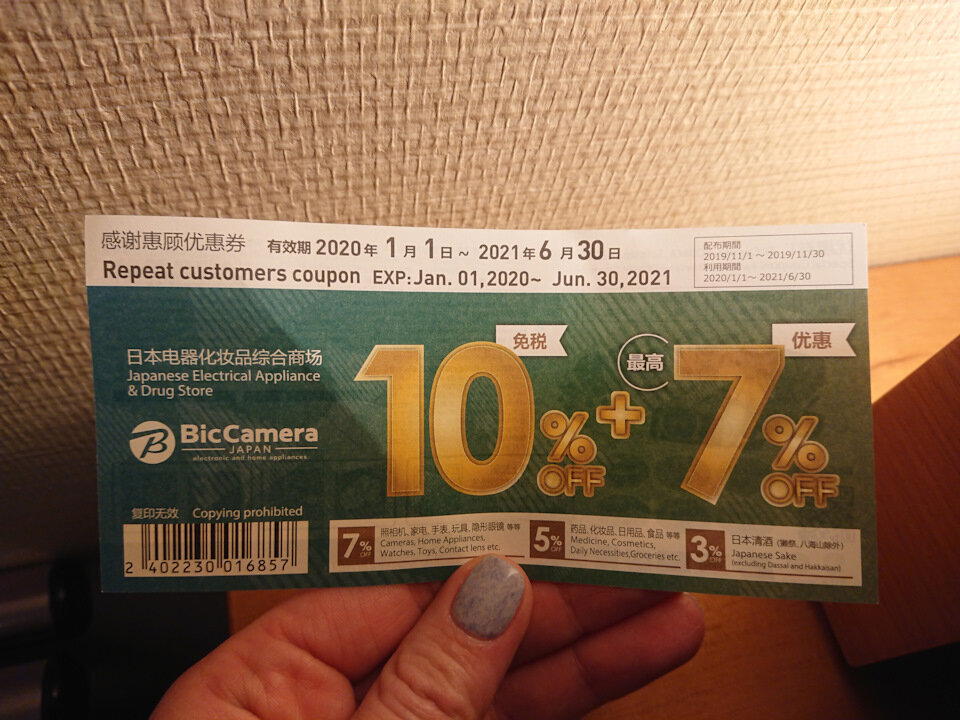 感谢惠顾优惠券 有效期 2020年 1月 1日~ 2021年 6月 30日
Repeat customers coupon EXP:Jan. 01,2020~ Jun. 30,2021
配布期間
2019/11/1 ~ 2019/11/30
利用期間
2020/1/1~ 2021/6/30
日本电器化妆品综合商场
Japanese Electrical Appliance
& Drug Store
BicCamera
JAPAN
electronic and home appliances
免税
10%OFF
+
最高
优惠
7%OFF
复印无效 Copying prohibited
2 402230 016857
7%OFF
照相机, 家电, 手表, 玩具, 隐形眼镜 等等
Cameras, Home Appliances,
Watches, Toys, Contact lens etc.
5%OFF
药品, 化妆品, 日用品, 食品 等等
Medicine, Cosmetics,
Daily Necessities,Groceries etc.
3%OFF
日本清酒 (獭祭, 八海山除外)
Japanese Sake
(excluding Dassai and Hakkaisan)